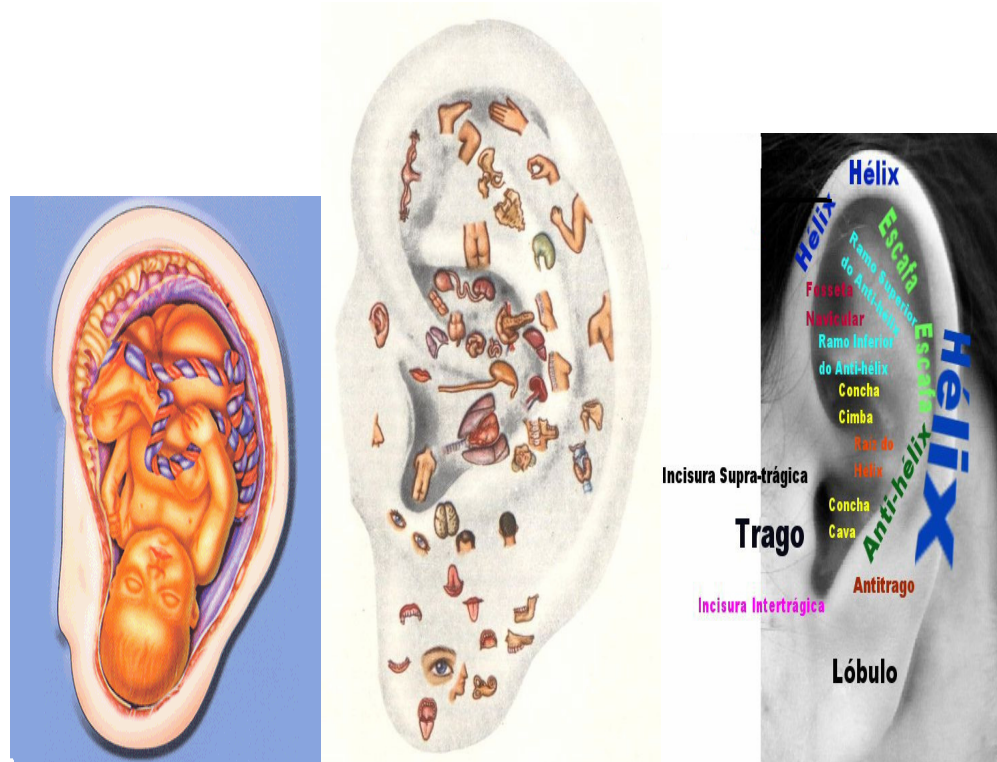 Hélix
Hélix
Escafa
Ramo Superior
do Anti-hélix
Fosseta
Navicular
Ramo Inferior
do Anti-hélix
Escafa
Hélix
Concha
Cimba
Raiz do
Hélix
Anti-hélix
Incisura Supra-trágica
Concha
Cava
Trago
Antitrago
Incisura Intertrágica
Lóbulo